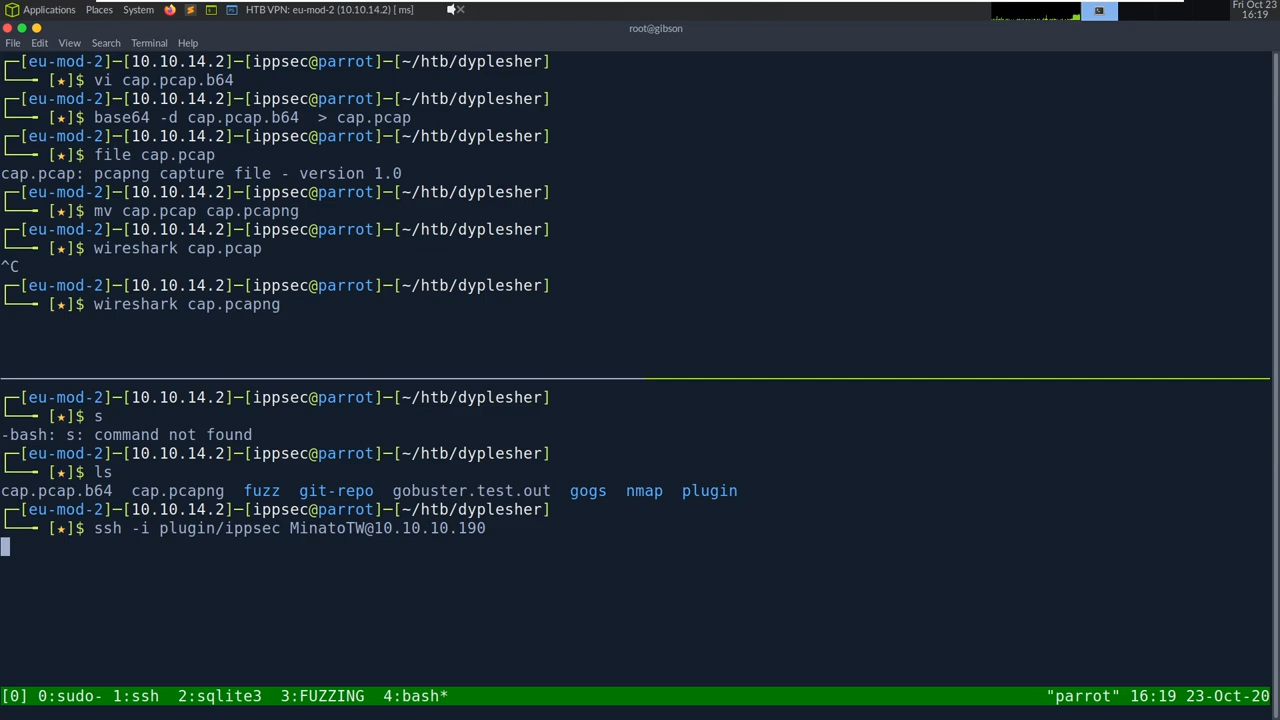 Applications Places System HTB VPN: eu-mod-2 (10.10.14.2) [ ms] Fri Oct 23
16:19
root@gibson
File Edit View Search Terminal Help
┌─[eu-mod-2]─[10.10.14.2]─[ippsec@parrot]─[~/htb/dyplesher]
└──╼ [★]$ vi cap.pcap.b64
┌─[eu-mod-2]─[10.10.14.2]─[ippsec@parrot]─[~/htb/dyplesher]
└──╼ [★]$ base64 -d cap.pcap.b64  > cap.pcap
┌─[eu-mod-2]─[10.10.14.2]─[ippsec@parrot]─[~/htb/dyplesher]
└──╼ [★]$ file cap.pcap
cap.pcap: pcapng capture file - version 1.0
┌─[eu-mod-2]─[10.10.14.2]─[ippsec@parrot]─[~/htb/dyplesher]
└──╼ [★]$ mv cap.pcap cap.pcapng
┌─[eu-mod-2]─[10.10.14.2]─[ippsec@parrot]─[~/htb/dyplesher]
└──╼ [★]$ wireshark cap.pcap
^C
┌─[eu-mod-2]─[10.10.14.2]─[ippsec@parrot]─[~/htb/dyplesher]
└──╼ [★]$ wireshark cap.pcapng
┌─[eu-mod-2]─[10.10.14.2]─[ippsec@parrot]─[~/htb/dyplesher]
└──╼ [★]$ s
-bash: s: command not found
┌─[eu-mod-2]─[10.10.14.2]─[ippsec@parrot]─[~/htb/dyplesher]
└──╼ [★]$ ls
cap.pcap.b64  cap.pcapng  fuzz  git-repo  gobuster.test.out  gogs  nmap  plugin
┌─[eu-mod-2]─[10.10.14.2]─[ippsec@parrot]─[~/htb/dyplesher]
└──╼ [★]$ ssh -i plugin/ippsec MinatoTW@10.10.10.190
[0] 0:sudo- 1:ssh  2:sqlite3  3:FUZZING  4:bash* "parrot" 16:19 23-Oct-20